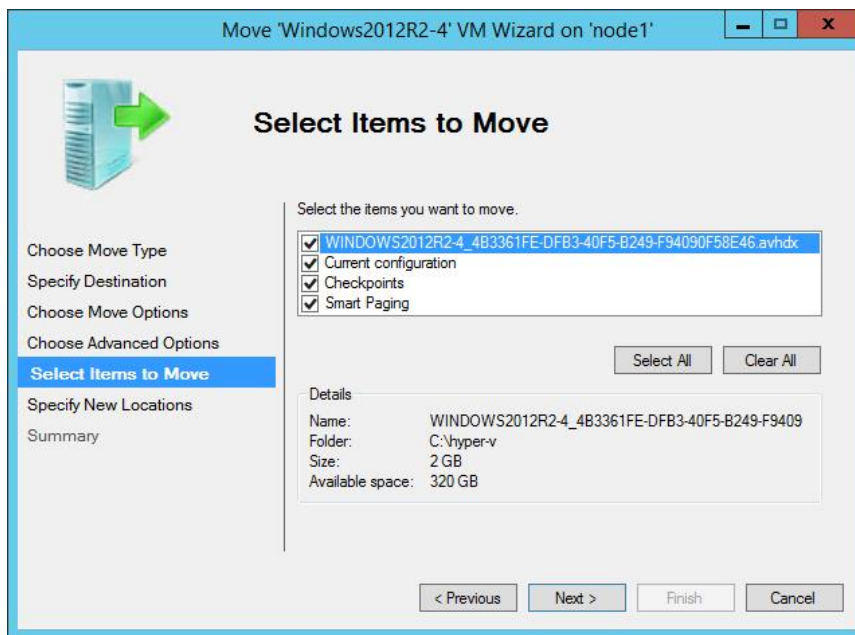 Move 'Windows2012R2-4' VM Wizard on 'node1'
Select Items to Move
Choose Move Type
Specify Destination
Choose Move Options
Choose Advanced Options
Select Items to Move
Specify New Locations
Summary
Select the items you want to move.
WINDOWS2012R2-4_4B3361FE-DFB3-40F5-B249-F94090F58E46.avhdx
Current configuration
Checkpoints
Smart Paging
Select All Clear All
Details
Name: WINDOWS2012R2-4_4B3361FE-DFB3-40F5-B249-F9409
Folder: C:\hyper-v
Size: 2 GB
Available space: 320 GB
< Previous Next > Finish Cancel